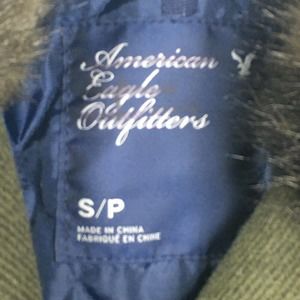 American
Eagle
Outfitters
S/P
MADE IN CHINA
FABRIQUÉ EN CHINE